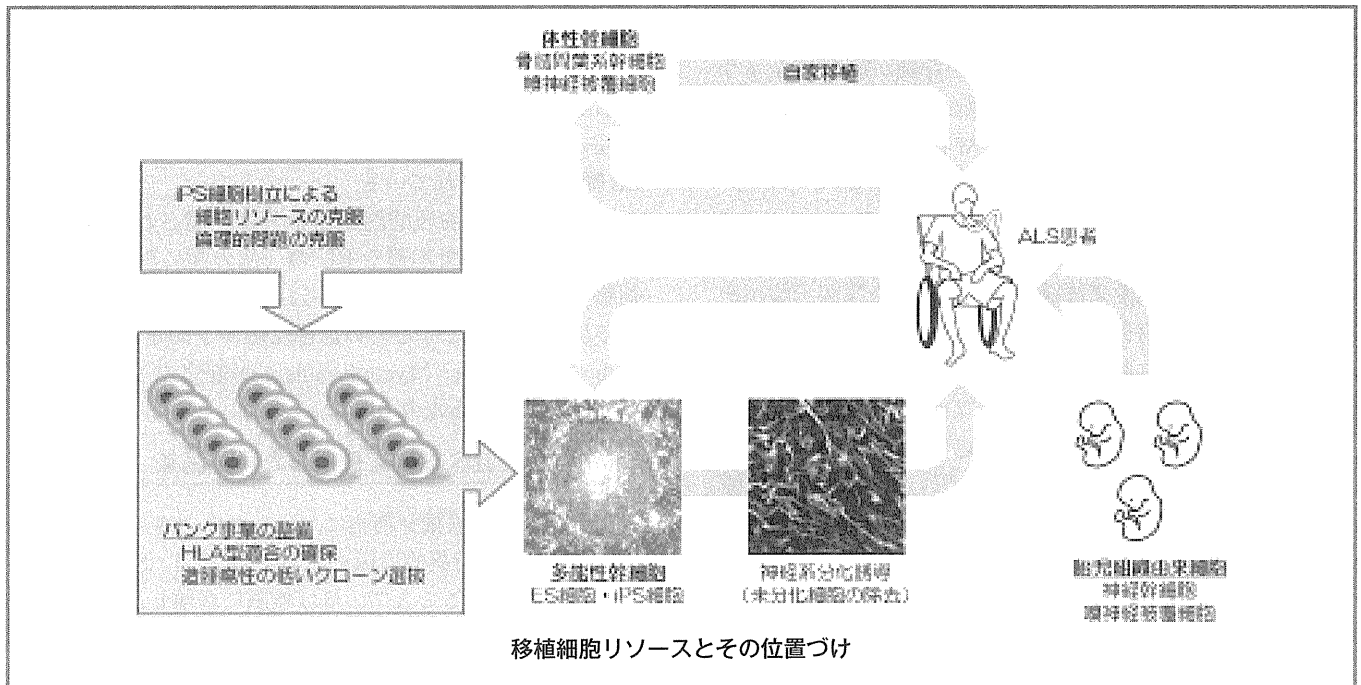 体性幹細胞
骨髄間葉系幹細胞
嗅神経被覆細胞
自家移植
iPS細胞樹立による
細胞リソースの克服
倫理的問題の克服
ALS患者
バンク事業の整備
HLA型適合の確保
造腫瘍性の低いクローン選抜
多能性幹細胞
ES細胞・iPS細胞
神経系分化誘導
(未分化細胞の除去)
胎児組織由来細胞
神経幹細胞
嗅神経被覆細胞
移植細胞リソースとその位置づけ